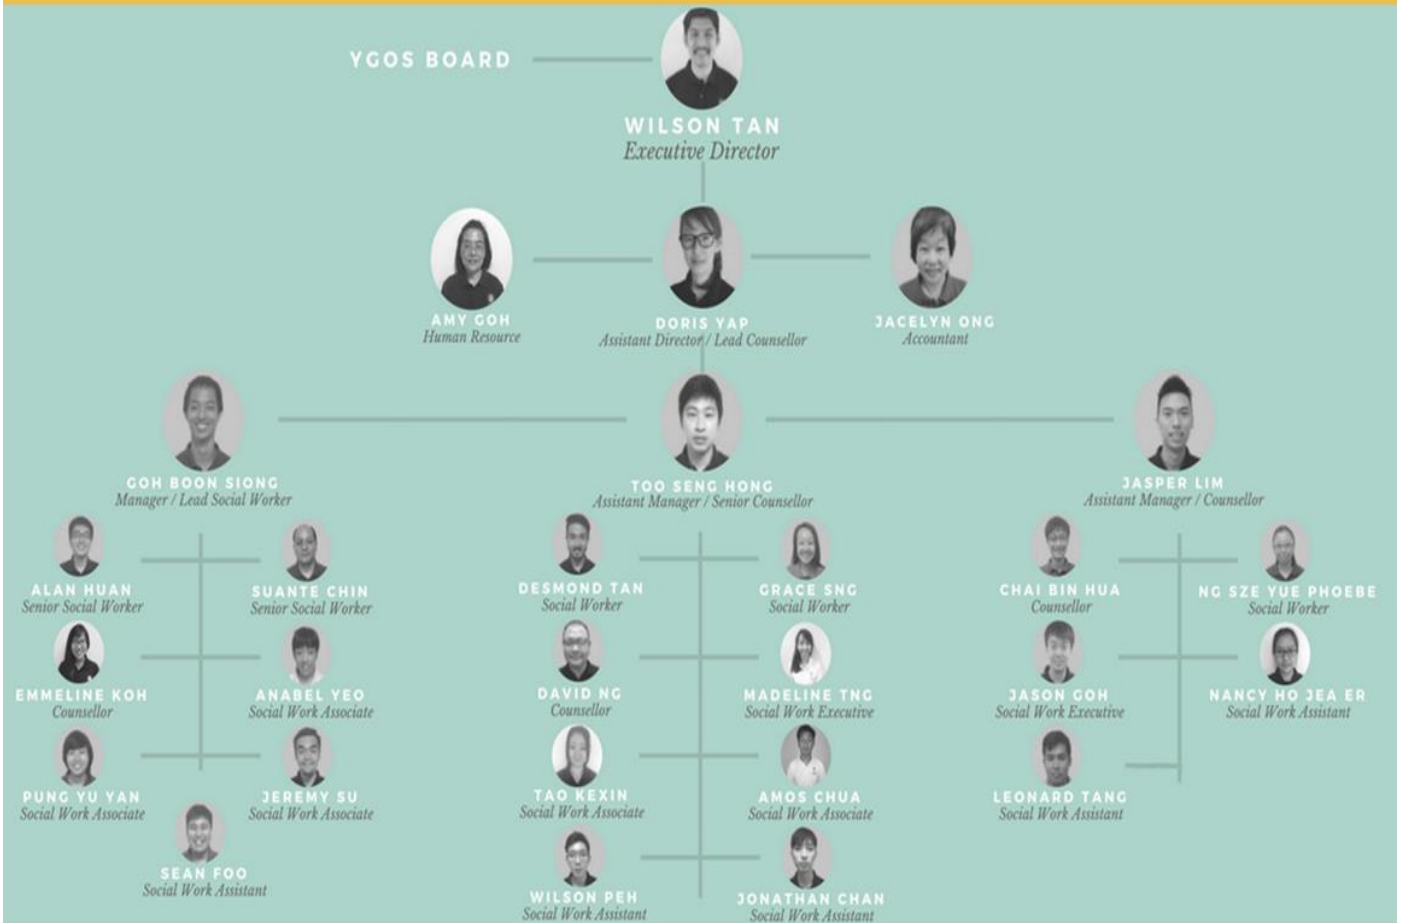 YGOS BOARD
WILSON TAN
Executive Director
AMY GOH
Human Resource
DORIS YAP
Assistant Director / Lead Counsellor
JACELYN ONG
Accountant
GOH BOON SIONG
Manager / Lead Social Worker
TOO SENG HONG
Assistant Manager / Senior Counsellor
JASPER LIM
Assistant Manager / Counsellor
ALAN HUAN
Senior Social Worker
SUANTE CHIN
Senior Social Worker
EMMELINE KOH
Counsellor
ANABEL YEO
Social Work Associate
PUNG YU YAN
Social Work Associate
JEREMY SU
Social Work Associate
SEAN FOO
Social Work Assistant
DESMOND TAN
Social Worker
GRACE SNG
Social Worker
DAVID NG
Counsellor
MADELINE TNG
Social Work Executive
TAO KEXIN
Social Work Associate
AMOS CHUA
Social Work Associate
WILSON PEH
Social Work Assistant
JONATHAN CHAN
Social Work Assistant
CHAI BIN HUA
Counsellor
NG SZE YUE PHOEBE
Social Worker
JASON GOH
Social Work Executive
NANCY HO JEA ER
Social Work Assistant
LEONARD TANG
Social Work Assistant